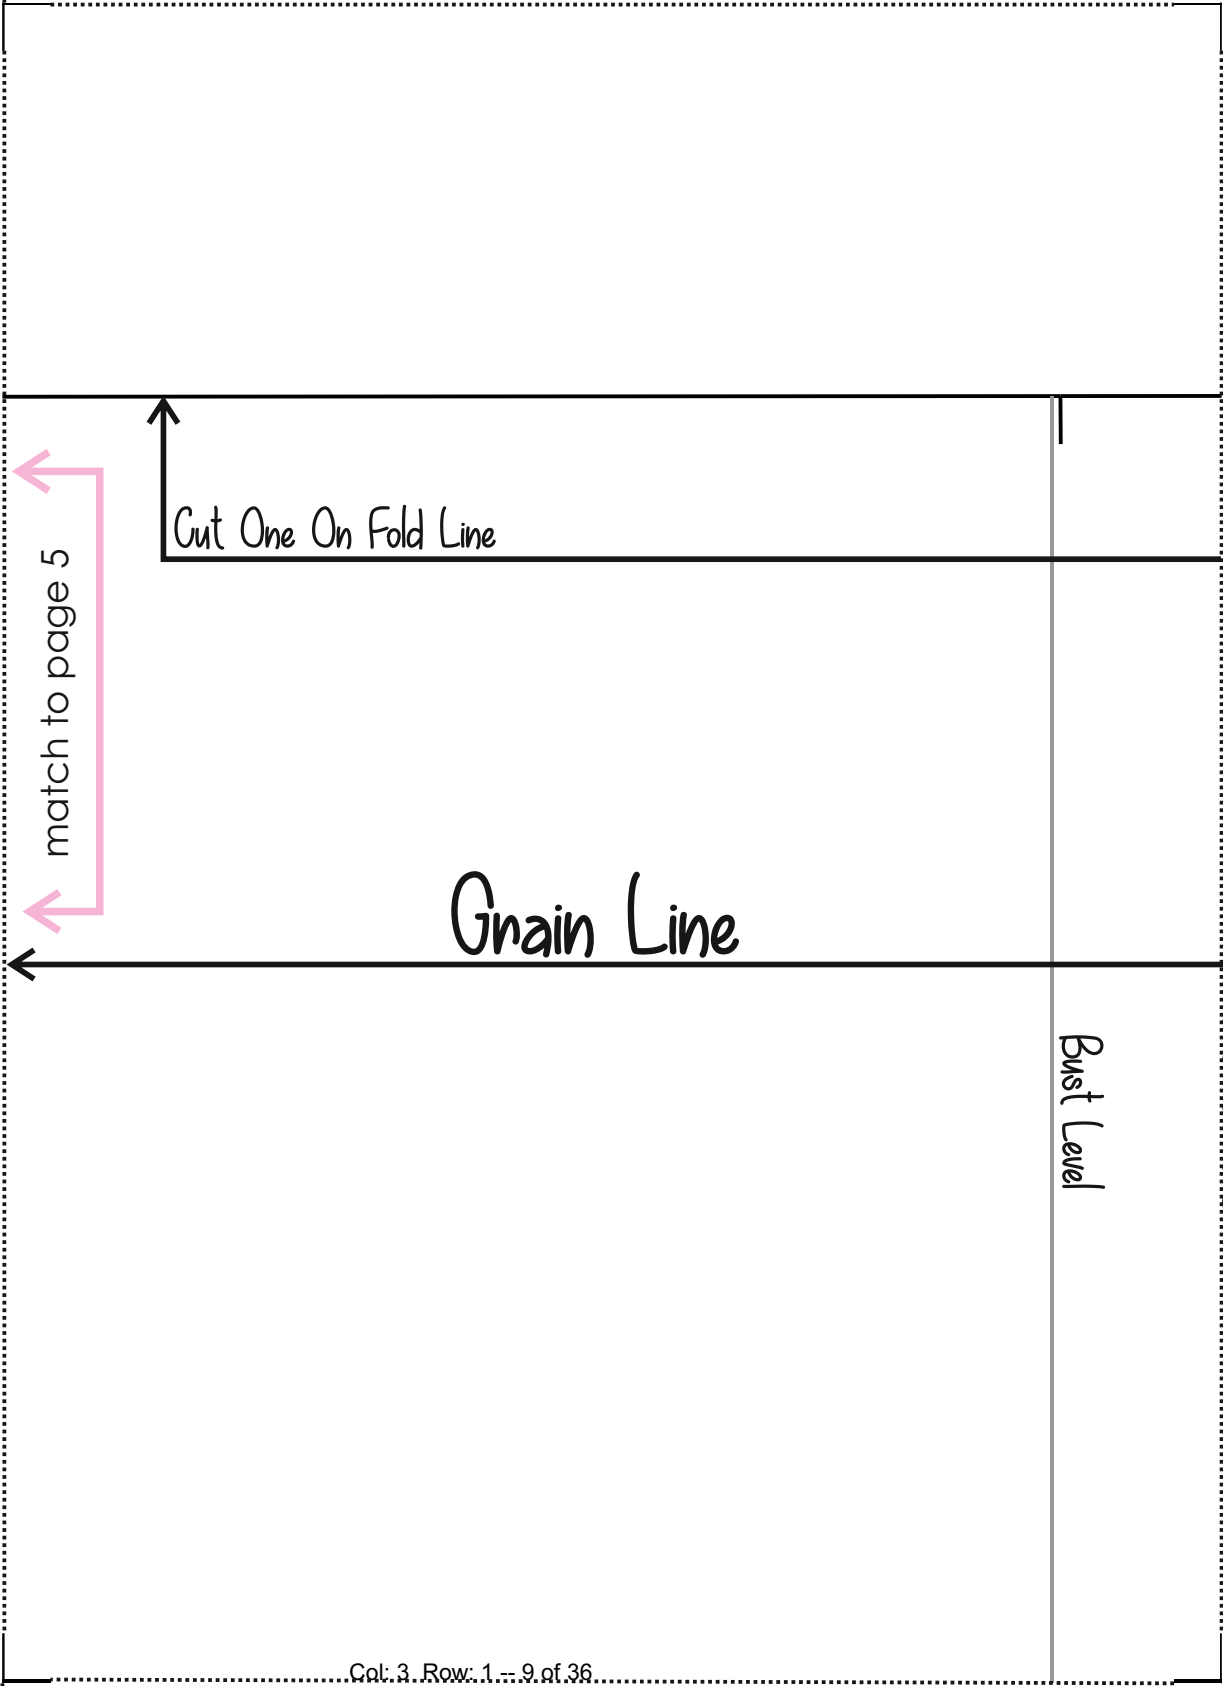 Cut One On Fold Line
match to page 5
Grain Line
Bust Level
Col: 3 Row: 1 -- 9 of 36